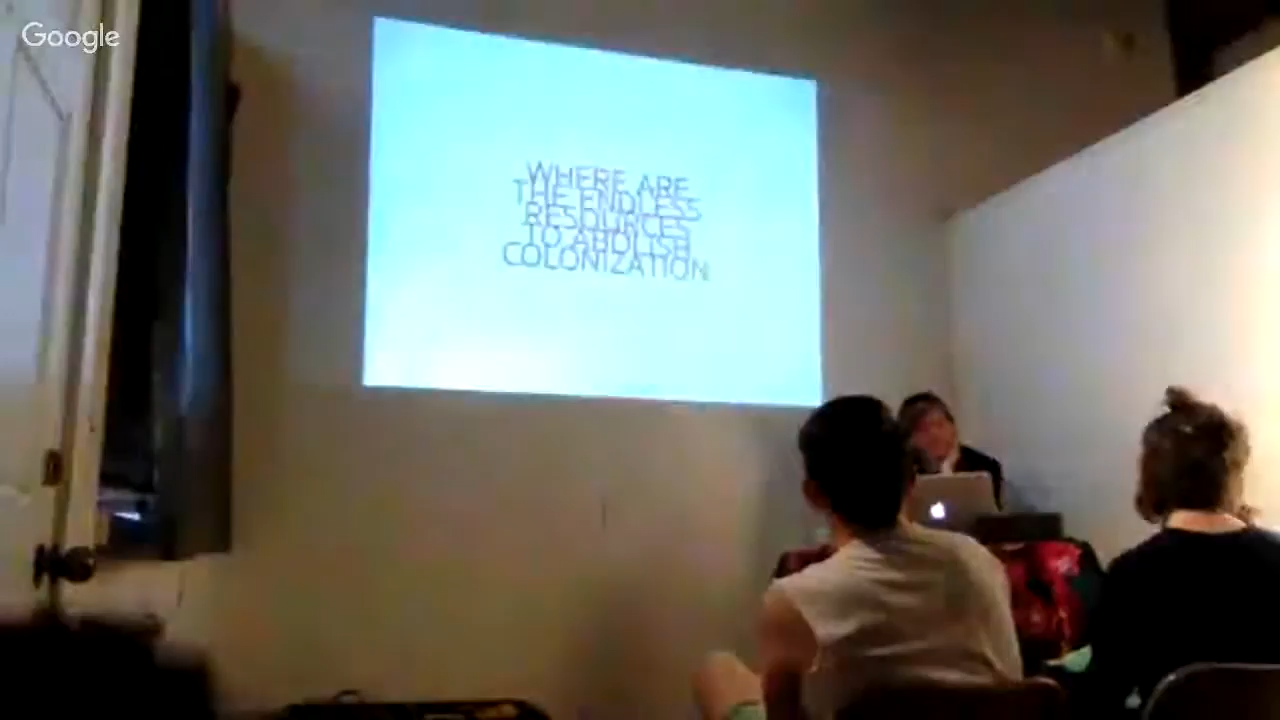 Google
WHERE ARE
THE ENDLESS
RESOURCES
TO ABOLISH
COLONIZATION